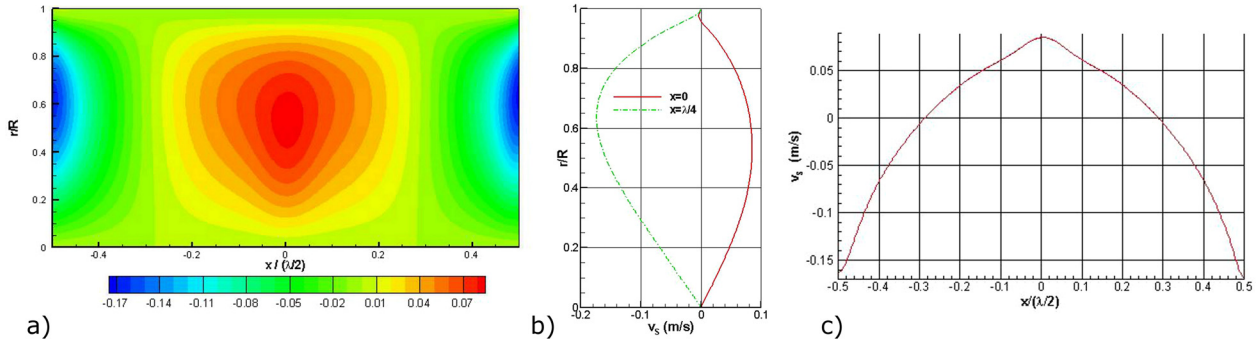 a)
r/R
1
0.8
0.6
0.4
0.2
0
-0.4 -0.2 0 0.2 0.4
x / (λ/2)
-0.17 -0.14 -0.11 -0.08 -0.05 -0.02 0.01 0.04 0.07
b)
r/R
1
0.8
0.6
0.4
0.2
0
x=0
x=λ/4
-0.2 -0.1 0 0.1
vs (m/s)
c)
vs (m/s)
0.05
0
-0.05
-0.1
-0.15
-0.5 -0.4 -0.3 -0.2 -0.1 0 0.1 0.2 0.3 0.4 0.5
x/(λ/2)